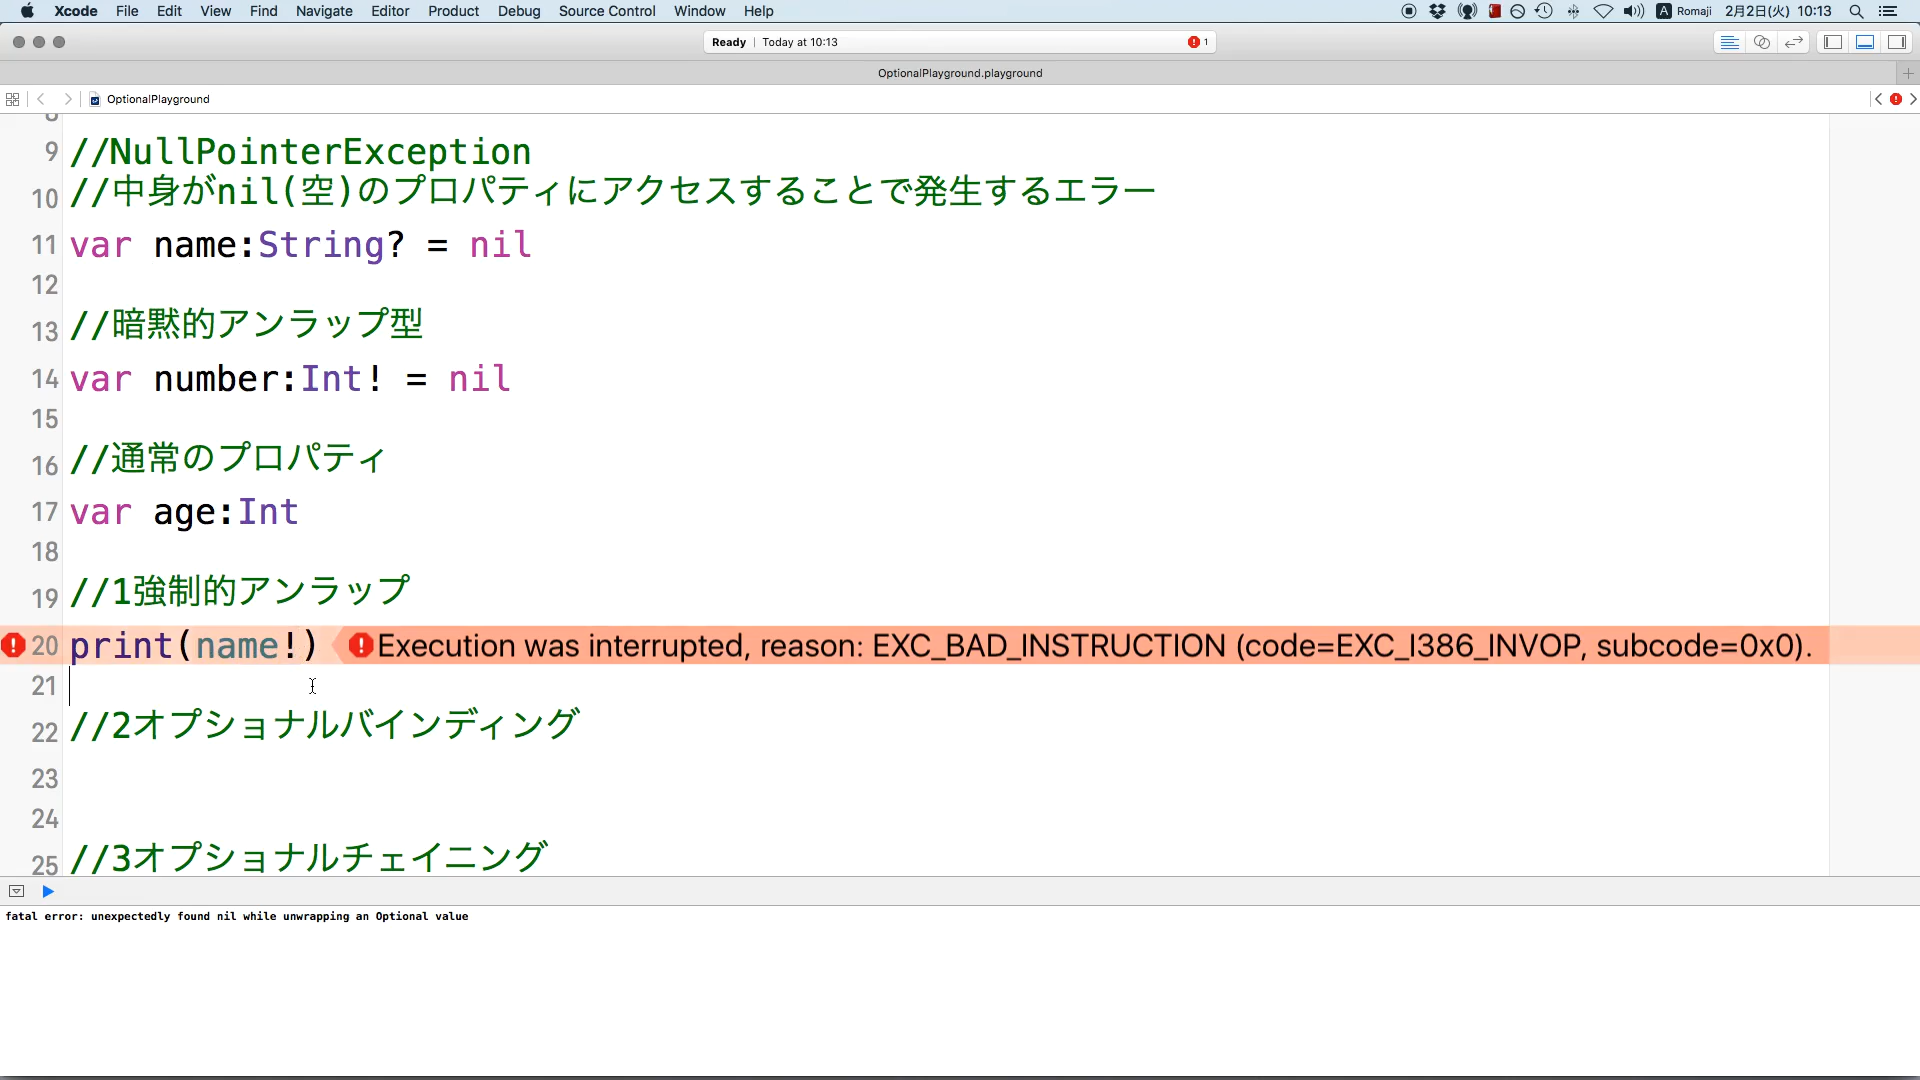 Xcode File Edit View Find Navigate Editor Product Debug Source Control Window Help A Romaji 2月2日(火) 10:13
Ready Today at 10:13 1
OptionalPlayground.playground
OptionalPlayground
9 //NullPointerException
10 //中身がnil(空)のプロパティにアクセスすることで発生するエラー
11 var name:String? = nil
12
13 //暗黙的アンラップ型
14 var number:Int! = nil
15
16 //通常のプロパティ
17 var age:Int
18
19 //1強制的アンラップ
20 print(name!) Execution was interrupted, reason: EXC_BAD_INSTRUCTION (code=EXC_I386_INVOP, subcode=0x0).
21
22 //2オプショナルバインディング
23
24
25 //3オプショナルチェイニング
fatal error: unexpectedly found nil while unwrapping an Optional value